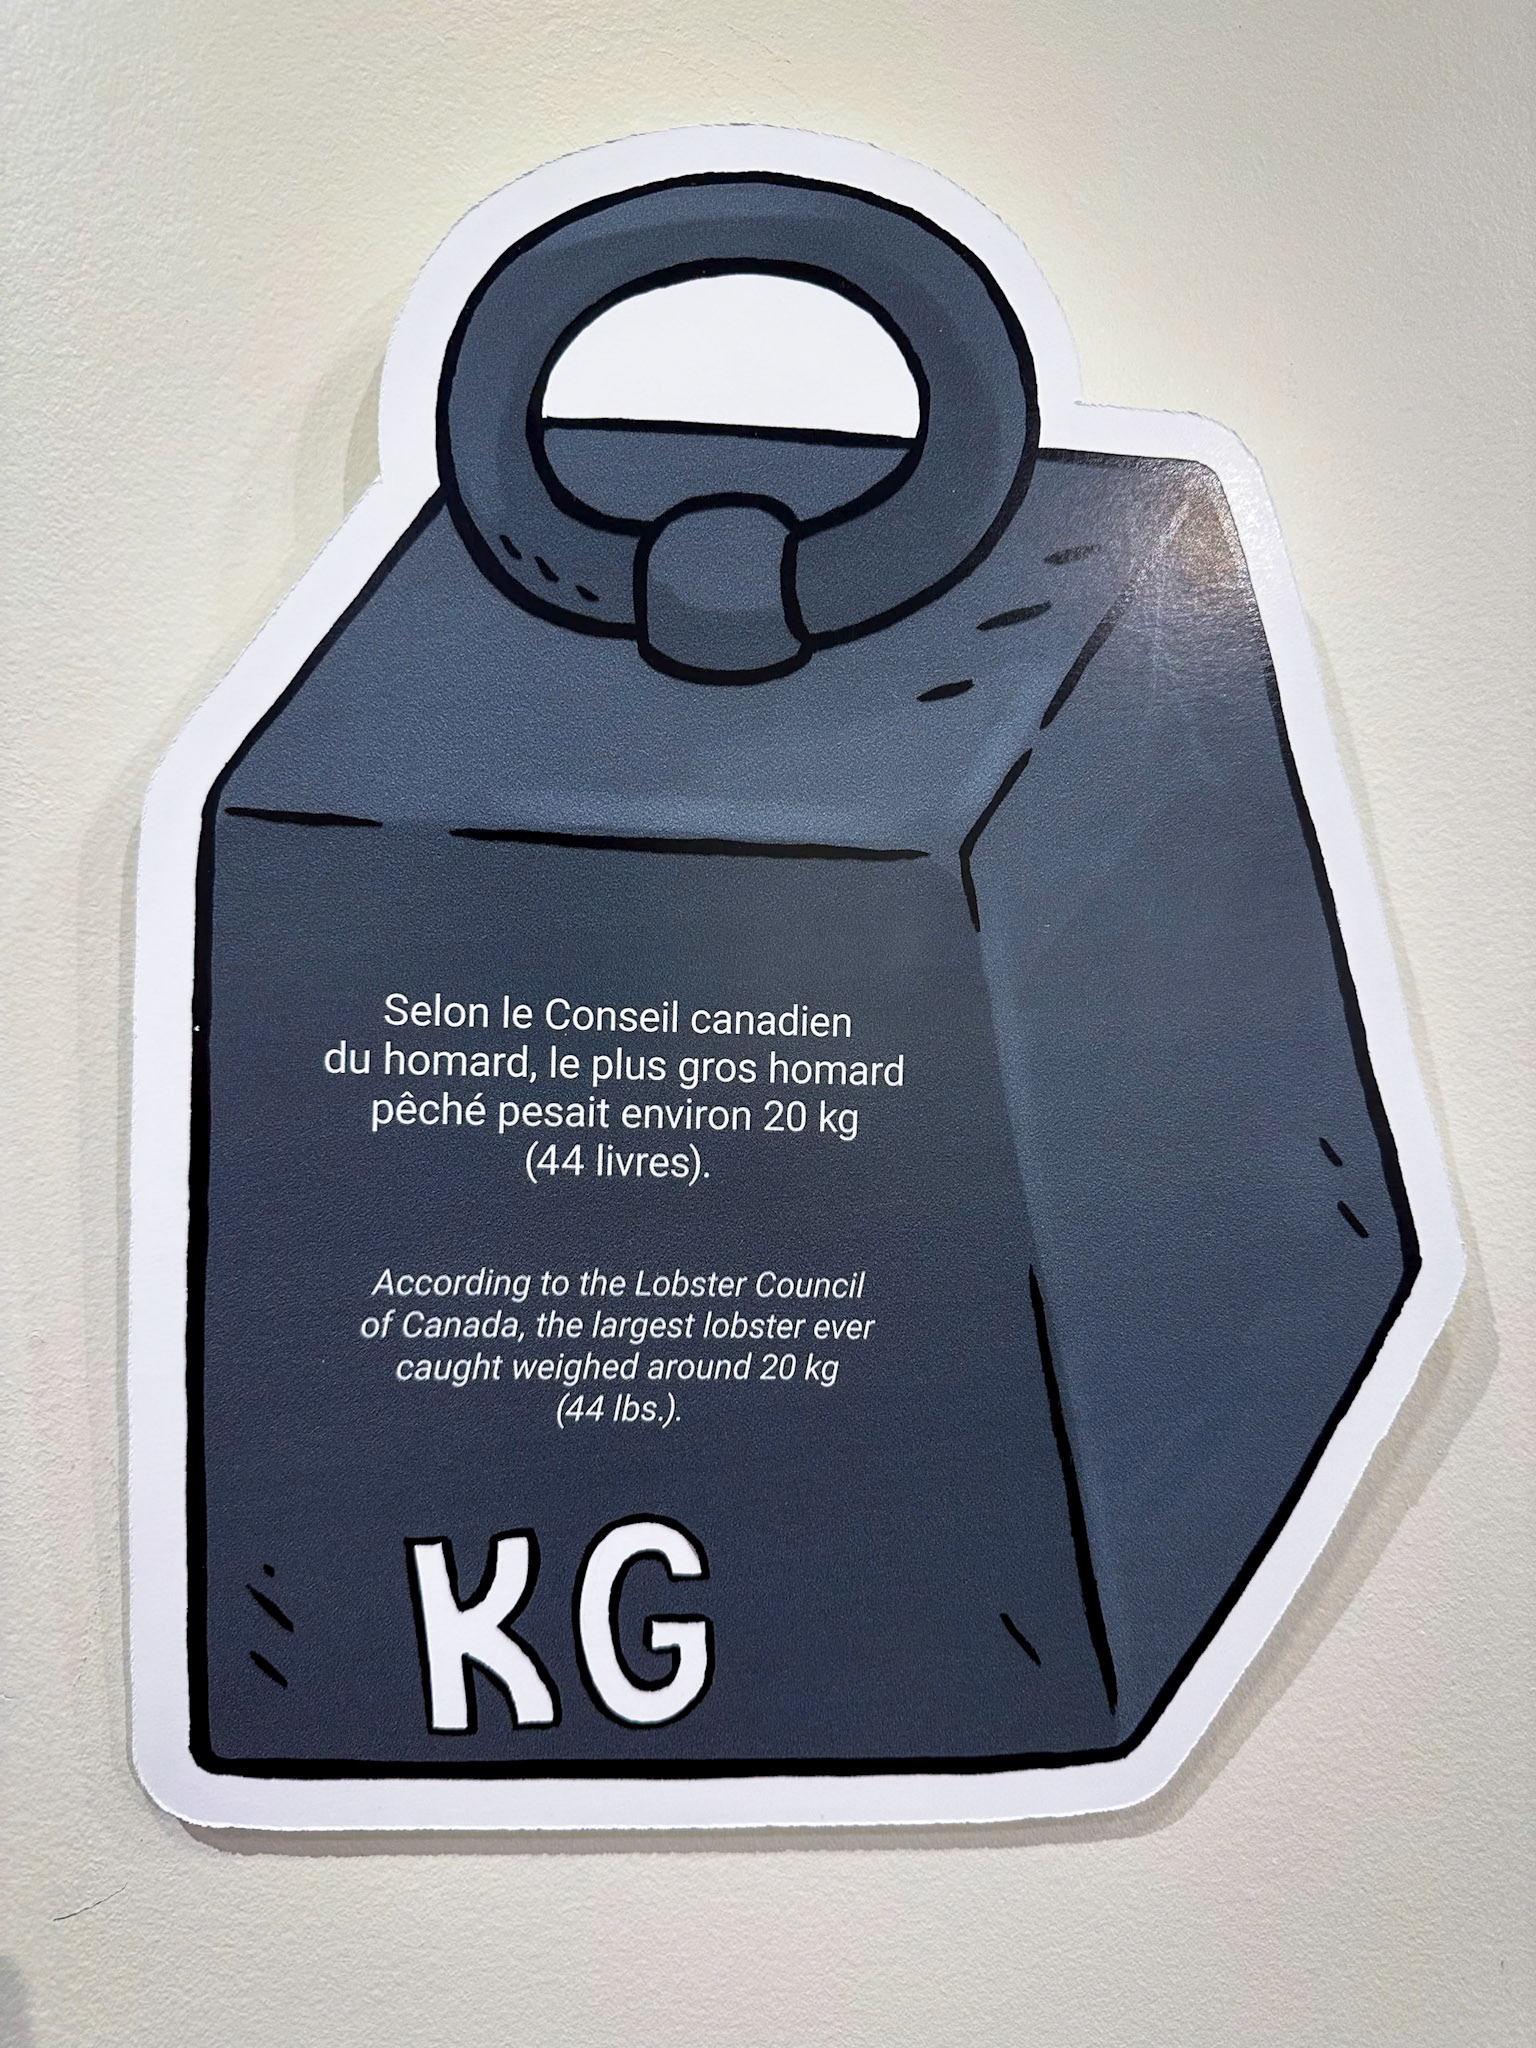 Selon le Conseil canadien
du homard, le plus gros homard
pêché pesait environ 20 kg
(44 livres).
According to the Lobster Council
of Canada, the largest lobster ever
caught weighed around 20 kg
(44 lbs.).
KG